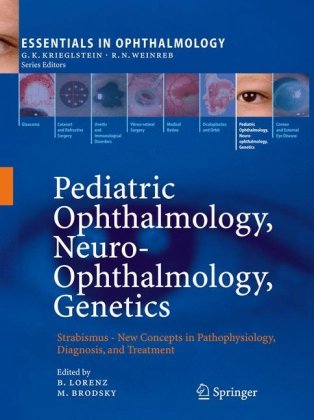 ESSENTIALS IN OPHTHALMOLOGY
G. K. KRIEGLSTEIN · R. N. WEINREB
Series Editors
Glaucoma
Cataract
and Refractive
Surgery
Uveitis
and
Immunological
Disorders
Vitreo-retinal
Surgery
Medical
Retina
Oculoplastics
and Orbit
Pediatric
Ophthalmology,
Neuro-
ophthalmology,
Genetics
Cornea
and External
Eye Disease
Pediatric
Ophthalmology,
Neuro-
Ophthalmology,
Genetics
Strabismus - New Concepts in Pathophysiology,
Diagnosis, and Treatment
Edited by
B. LORENZ
M. BRODSKY
Springer